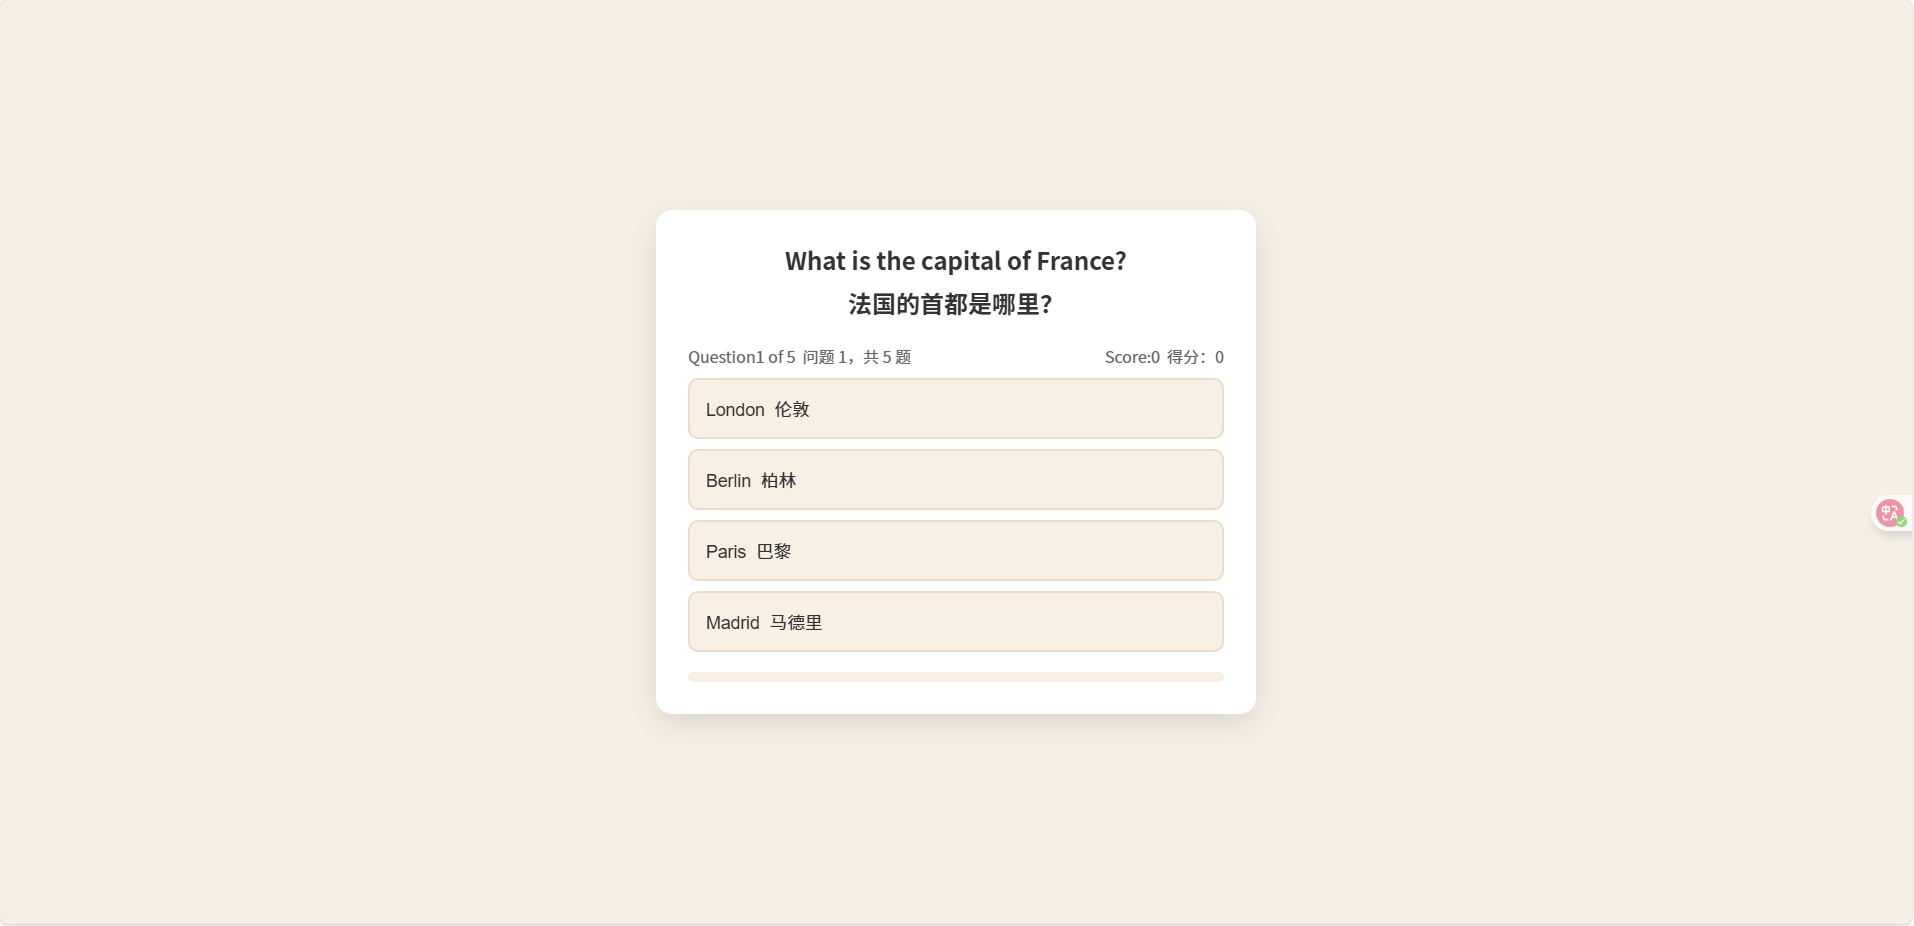 What is the capital of France?
法国的首都是哪里？
Question1 of 5 问题 1，共 5 题
Score:0 得分：0
London 伦敦
Berlin 柏林
Paris 巴黎
Madrid 马德里